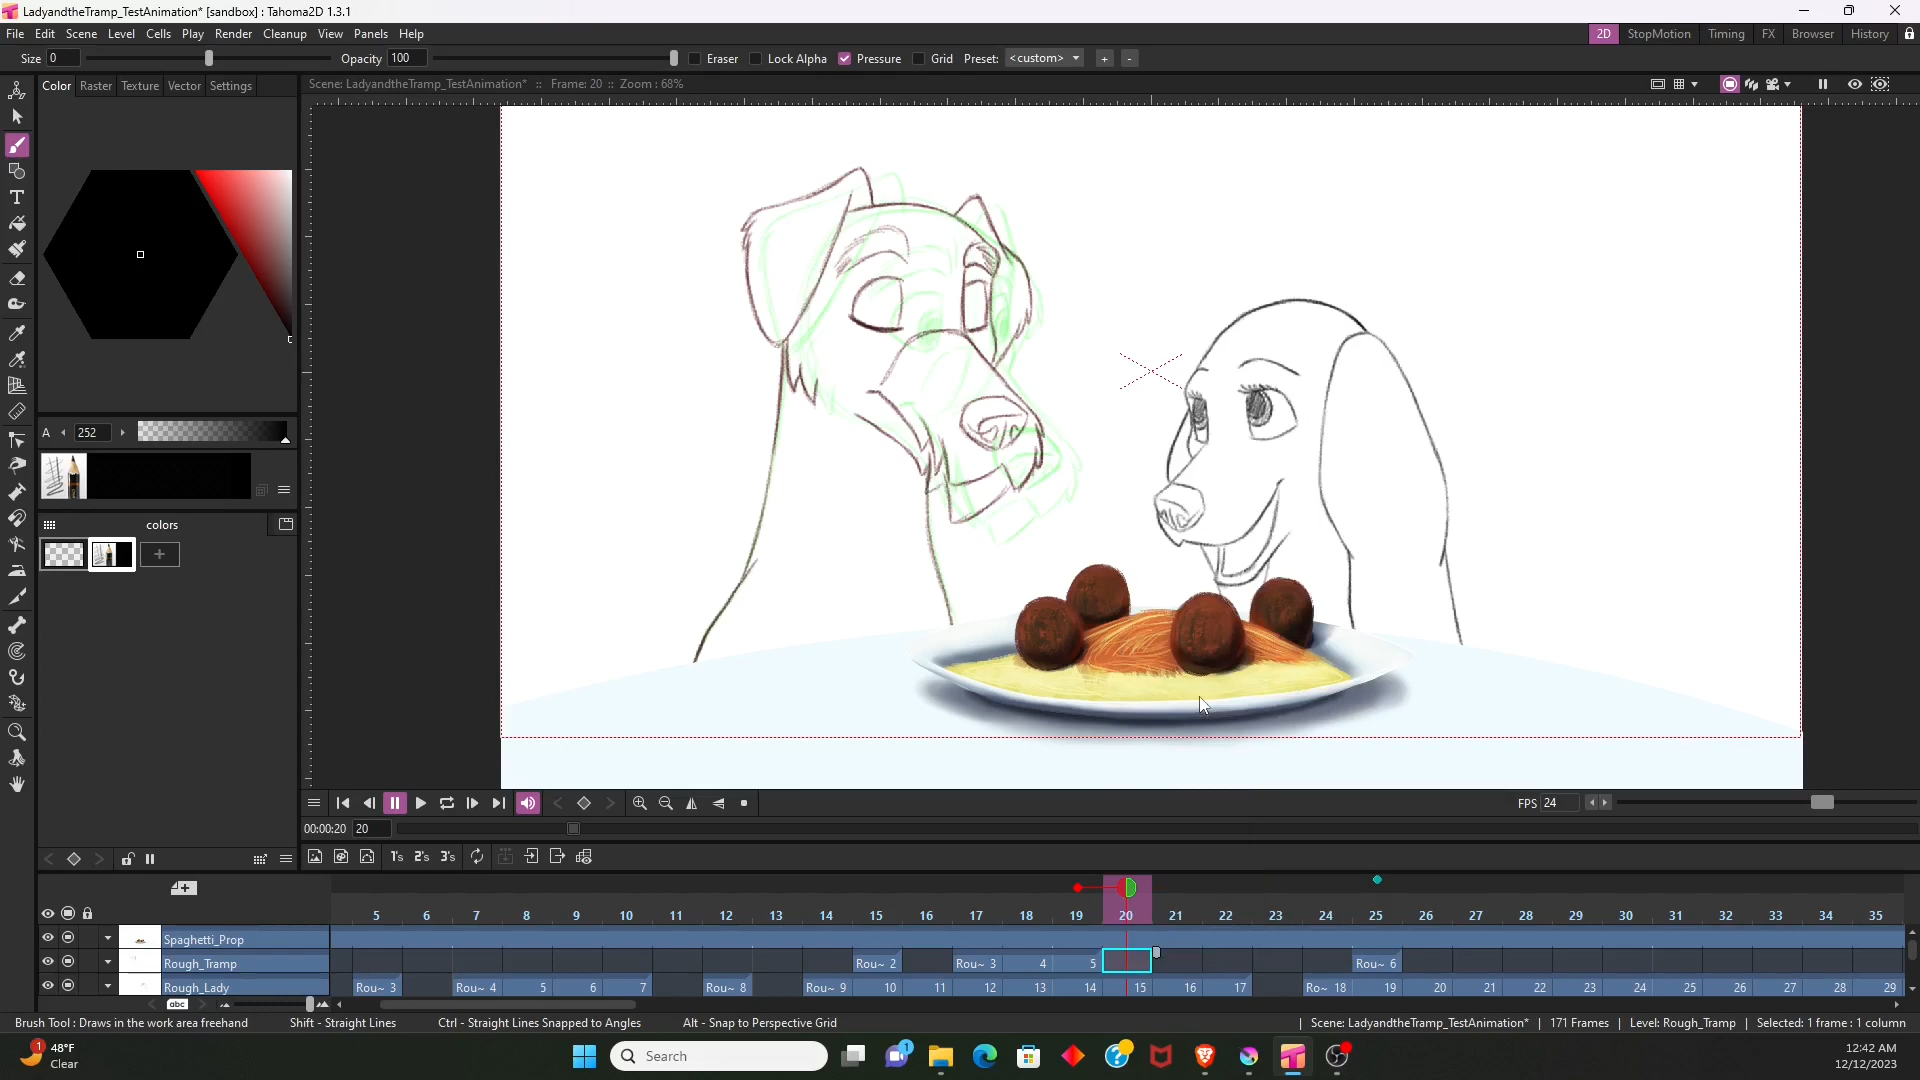 LadyandtheTramp_TestAnimation* [sandbox] : Tahoma2D 1.3.1
File Edit Scene Level Cells Play Render Cleanup View Panels Help
2D StopMotion Timing FX Browser History
Size 0 Opacity 100 Eraser Lock Alpha Pressure Grid Preset: <custom> + -
Color Raster Texture Vector Settings
Scene: LadyandtheTramp_TestAnimation* :: Frame: 20 :: Zoom : 68%
A 252
colors
+
FPS 24
00:00:20 20
1's 2's 3's
5 6 7 8 9 10 11 12 13 14 15 16 17 18 19 20 21 22 23 24 25 26 27 28 29 30 31 32 33 34 35
Spaghetti_Prop
Rough_Tramp Rou~ 2 Rou~ 3 4 5 Rou~ 6
Rough_Lady Rou~ 3 Rou~ 4 5 6 7 Rou~ 8 Rou~ 9 10 11 12 13 14 15 16 17 Ro~ 18 19 20 21 22 23 24 25 26 27 28 29
abc
Brush Tool : Draws in the work area freehand Shift - Straight Lines Ctrl - Straight Lines Snapped to Angles Alt - Snap to Perspective Grid | Scene: LadyandtheTramp_TestAnimation* | 171 Frames | Level: Rough_Tramp | Selected: 1 frame : 1 column
1 48°F
Clear
Search
1
12:42 AM
12/12/2023